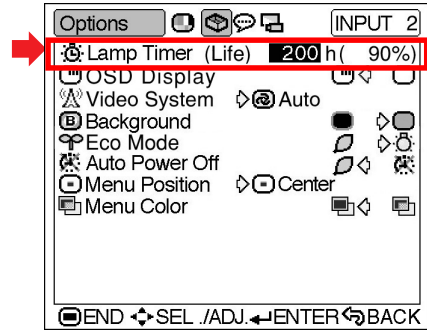 Options INPUT 2
Lamp Timer (Life) 200 h( 90%)
OSD Display
Video System Auto
B Background
Eco Mode
Auto Power Off
Menu Position Center
Menu Color
END SEL ./ADJ. ENTER BACK